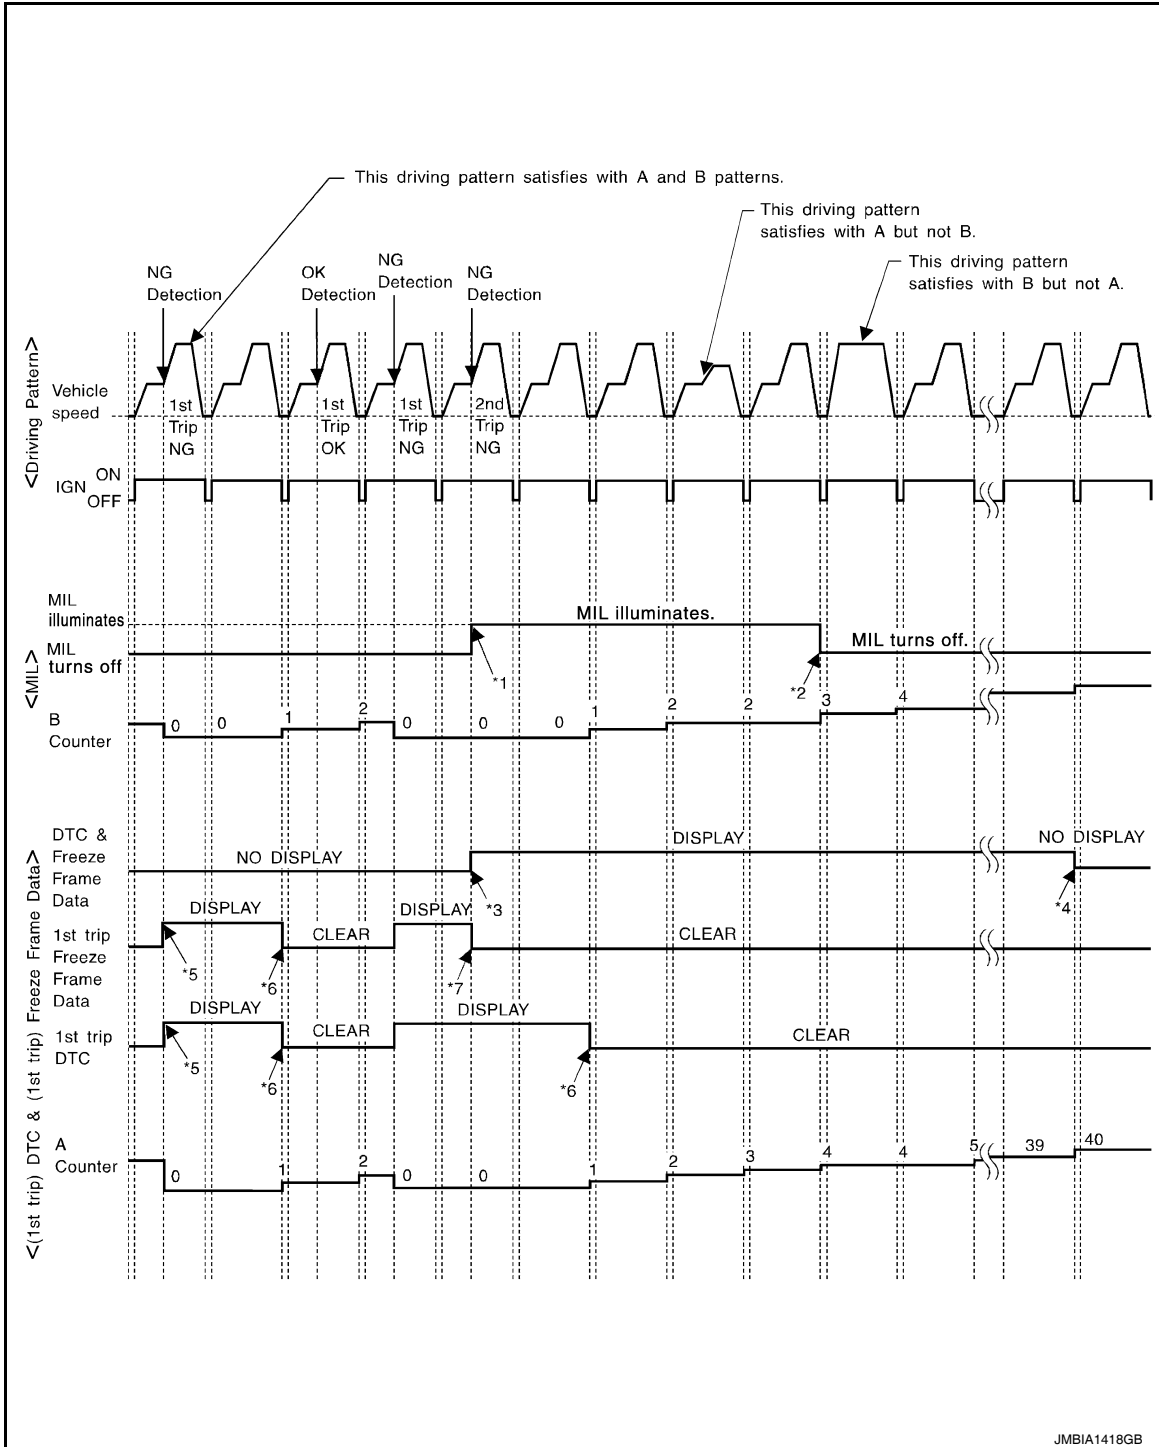 This driving pattern satisfies with A and B patterns.
This driving pattern
satisfies with A but not B.
This driving pattern
satisfies with B but not A.
NG
Detection
OK
Detection
NG
Detection
NG
Detection
<Driving Pattern>
Vehicle
speed
1st
Trip
NG
1st
Trip
OK
1st
Trip
NG
2nd
Trip
NG
IGN
ON
OFF
<MIL>
MIL
illuminates
MIL illuminates.
MIL
turns off
MIL turns off.
*1
*2
B
Counter
0 0 1 2 0 0 0 1 2 2 3 4
<(1st trip) DTC & (1st trip) Freeze Frame Data>
DTC &
Freeze
Frame
Data
NO DISPLAY
DISPLAY
NO DISPLAY
*3
*4
1st trip
Freeze
Frame
Data
DISPLAY
CLEAR
DISPLAY
CLEAR
*5
*6
*7
1st trip
DTC
DISPLAY
CLEAR
DISPLAY
CLEAR
*5
*6
*6
A
Counter
0 1 2 0 0 1 2 3 4 4 5 39 40
JMBIA1418GB